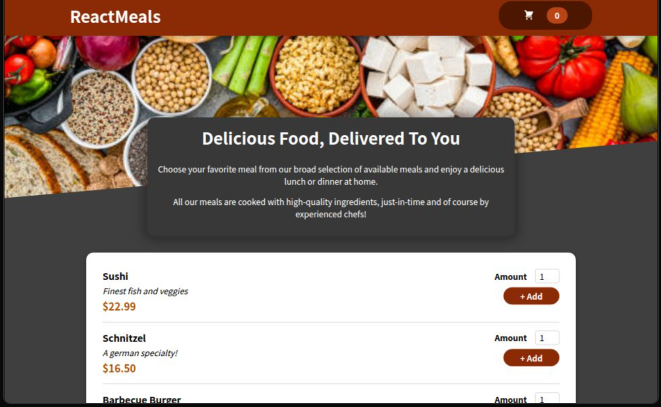 ReactMeals
0
Delicious Food, Delivered To You
Choose your favorite meal from our broad selection of available meals and enjoy a delicious
lunch or dinner at home.
All our meals are cooked with high-quality ingredients, just-in-time and of course by
experienced chefs!
Sushi
Amount 1
Finest fish and veggies
+ Add
$22.99
Schnitzel
Amount 1
A german specialty!
+ Add
$16.50
Barbecue Burger
Amount 1